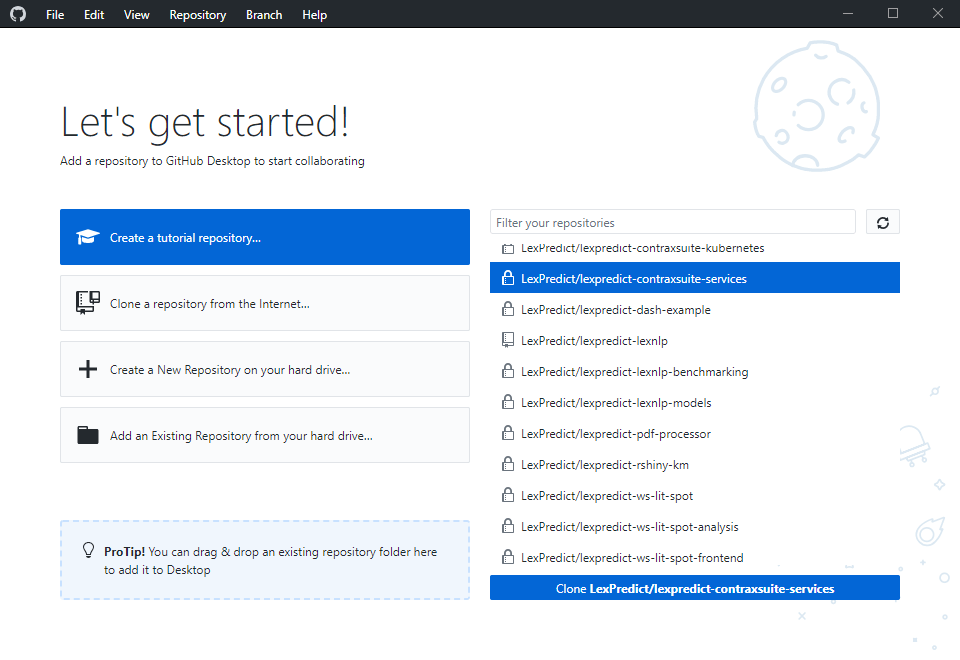 File Edit View Repository Branch Help
Let's get started!
Add a repository to GitHub Desktop to start collaborating
Create a tutorial repository...
Clone a repository from the Internet...
Create a New Repository on your hard drive...
Add an Existing Repository from your hard drive...
ProTip! You can drag & drop an existing repository folder here
to add it to Desktop
Filter your repositories
LexPredict/lexpredict-contraxsuite-kubernetes
LexPredict/lexpredict-contraxsuite-services
LexPredict/lexpredict-dash-example
LexPredict/lexpredict-lexnlp
LexPredict/lexpredict-lexnlp-benchmarking
LexPredict/lexpredict-lexnlp-models
LexPredict/lexpredict-pdf-processor
LexPredict/lexpredict-rshiny-km
LexPredict/lexpredict-ws-lit-spot
LexPredict/lexpredict-ws-lit-spot-analysis
LexPredict/lexpredict-ws-lit-spot-frontend
Clone LexPredict/lexpredict-contraxsuite-services